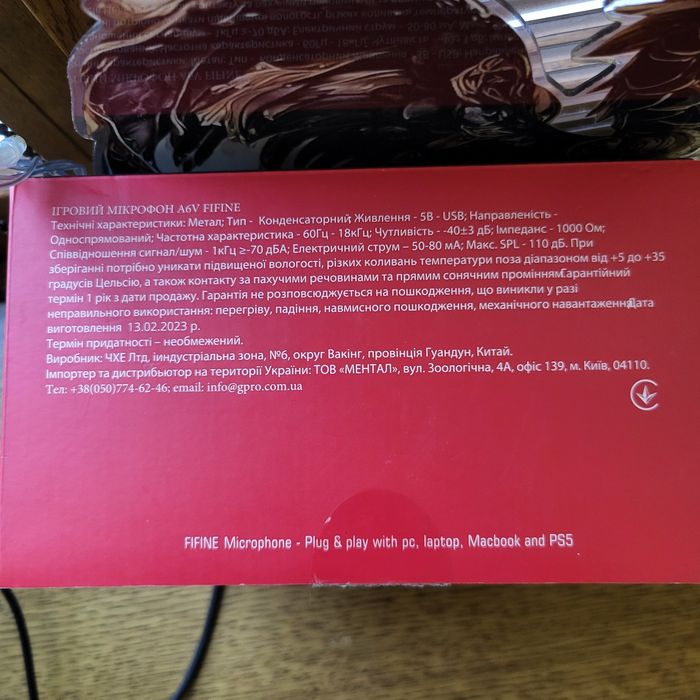 ІГРОВИЙ МІКРОФОН A6V FIFINE
Технічні характеристики: Метал; Тип - Конденсаторний; Живлення - 5В - USB; Направленість -
Односпрямований; Частотна характеристика - 60Гц - 18кГц; Чутливість - -40±3 дБ; Імпеданс - 1000 Ом;
Співвідношення сигнал/шум - 1кГц ≥-70 дБА; Електричний струм – 50-80 мА; Макс. SPL - 110 дБ. При
зберіганні потрібно уникати підвищеної вологості, різких коливань температури поза діапазоном від +5 до +35
градусів Цельсію, а також контакту за пахучими речовинами та прямим сонячним промінням.Гарантійний
термін 1 рік з дати продажу. Гарантія не розповсюджується на пошкодження, що виникли у разі
неправильного використання: перегріву, падіння, навмисного пошкодження, механічного навантаження.Дата
виготовлення 13.02.2023 р.
Термін придатності – необмежений.
Виробник: ЧХЕ Лтд, іиндустріальна зона, №6, округ Вакінг, провінція Гуандун, Китай.
Імпортер та дистрибьютор на території України: ТОВ «МЕНТАЛ», вул. Зоологічна, 4А, офіс 139, м. Київ, 04110.
Тел: +38(050)774-62-46; email: info@gpro.com.ua
FIFINE Microphone - Plug & play with pc, laptop, Macbook and PS5